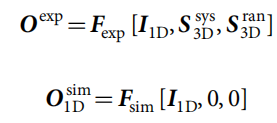 O^exp = F_exp [I_1D, S_3D^sys, S_3D^ran]
O_1D^sim = F_sim [I_1D, 0, 0]